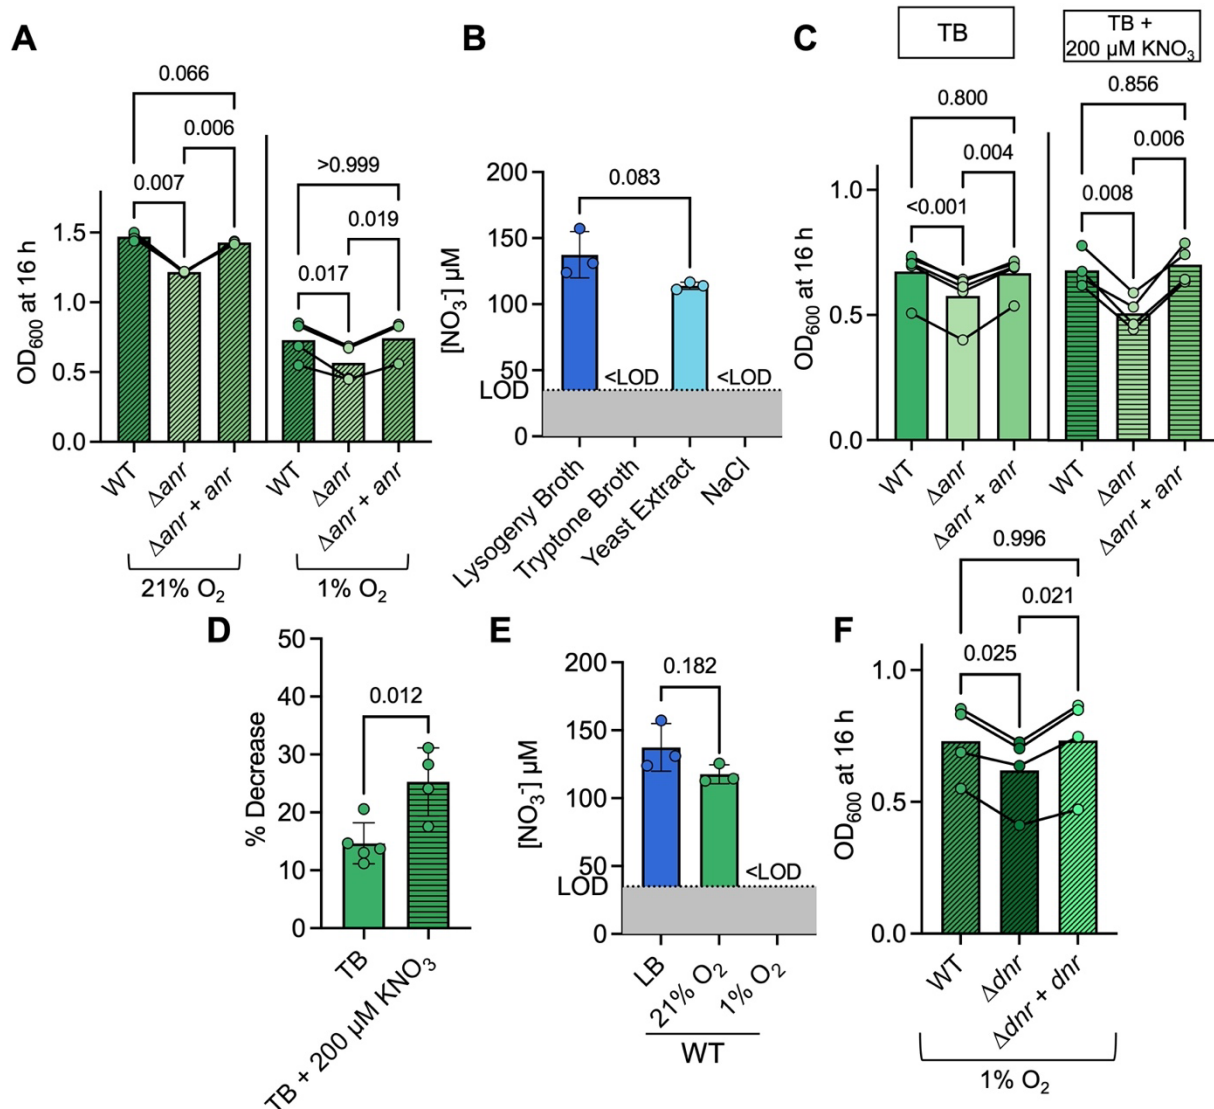 A
0.066
0.006
0.007
>0.999
0.019
0.017
OD600 at 16 h
1.5
1.0
0.5
0.0
WT
Δanr
Δanr + anr
WT
Δanr
Δanr + anr
21% O2
1% O2
B
0.083
[NO3-] µM
200
150
100
50
LOD
0
<LOD
<LOD
Lysogeny Broth
Tryptone Broth
Yeast Extract
NaCl
C
TB
TB +
200 µM KNO3
0.800
0.004
<0.001
0.856
0.006
0.008
OD600 at 16 h
1.0
0.5
0.0
WT
Δanr
Δanr + anr
WT
Δanr
Δanr + anr
D
% Decrease
50
40
30
20
10
0
0.012
TB
TB + 200 µM KNO3
E
[NO3-] µM
200
150
100
50
LOD
0
0.182
<LOD
LB
21% O2
1% O2
WT
F
0.996
0.021
0.025
OD600 at 16 h
1.0
0.5
0.0
WT
Δdnr
Δdnr + dnr
1% O2